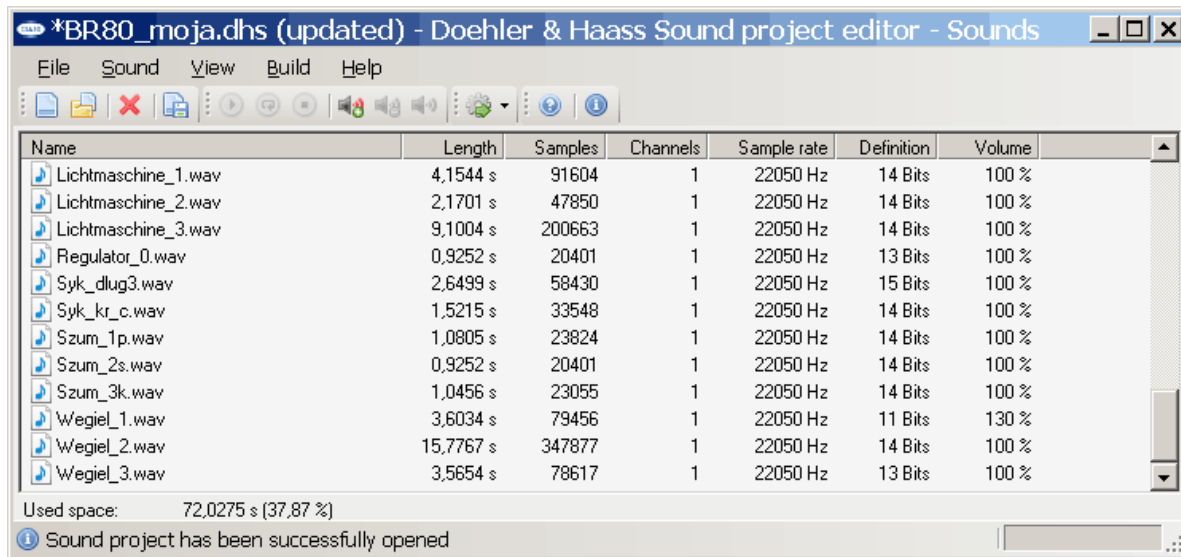 *BR80_moja.dhs (updated) - Doehler & Haass Sound project editor - Sounds
File Sound View Build Help
Name Length Samples Channels Sample rate Definition Volume
Lichtmaschine_1.wav 4,1544 s 91604 1 22050 Hz 14 Bits 100 %
Lichtmaschine_2.wav 2,1701 s 47850 1 22050 Hz 14 Bits 100 %
Lichtmaschine_3.wav 9,1004 s 200663 1 22050 Hz 14 Bits 100 %
Regulator_0.wav 0,9252 s 20401 1 22050 Hz 13 Bits 100 %
Syk_dlug3.wav 2,6499 s 58430 1 22050 Hz 15 Bits 100 %
Syk_kr_c.wav 1,5215 s 33548 1 22050 Hz 14 Bits 100 %
Szum_1p.wav 1,0805 s 23824 1 22050 Hz 14 Bits 100 %
Szum_2s.wav 0,9252 s 20401 1 22050 Hz 14 Bits 100 %
Szum_3k.wav 1,0456 s 23055 1 22050 Hz 14 Bits 100 %
Wegiel_1.wav 3,6034 s 79456 1 22050 Hz 11 Bits 130 %
Wegiel_2.wav 15,7767 s 347877 1 22050 Hz 14 Bits 100 %
Wegiel_3.wav 3,5654 s 78617 1 22050 Hz 13 Bits 100 %
Used space: 72,0275 s (37,87 %)
Sound project has been successfully opened